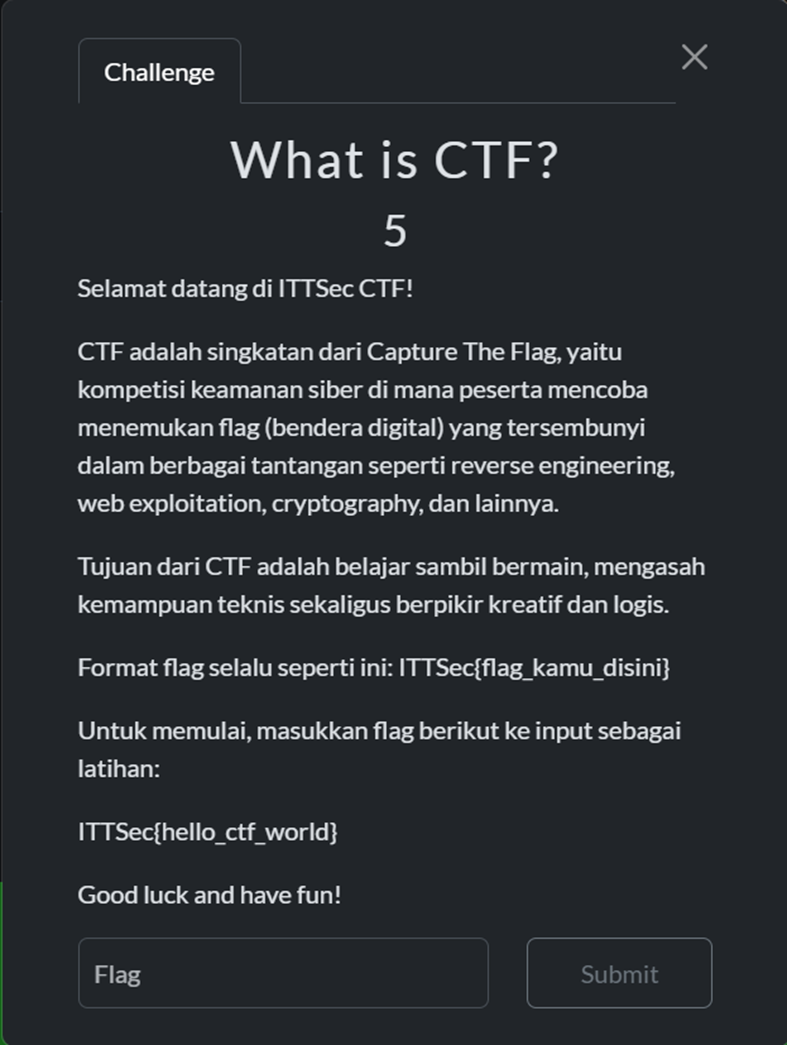 Challenge
What is CTF?
5
Selamat datang di ITTSec CTF!
CTF adalah singkatan dari Capture The Flag, yaitu
kompetisi keamanan siber di mana peserta mencoba
menemukan flag (bendera digital) yang tersembunyi
dalam berbagai tantangan seperti reverse engineering,
web exploitation, cryptography, dan lainnya.
Tujuan dari CTF adalah belajar sambil bermain, mengasah
kemampuan teknis sekaligus berpikir kreatif dan logis.
Format flag selalu seperti ini: ITTSec{flag_kamu_disini}
Untuk memulai, masukkan flag berikut ke input sebagai
latihan:
ITTSec{hello_ctf_world}
Good luck and have fun!
Flag
Submit